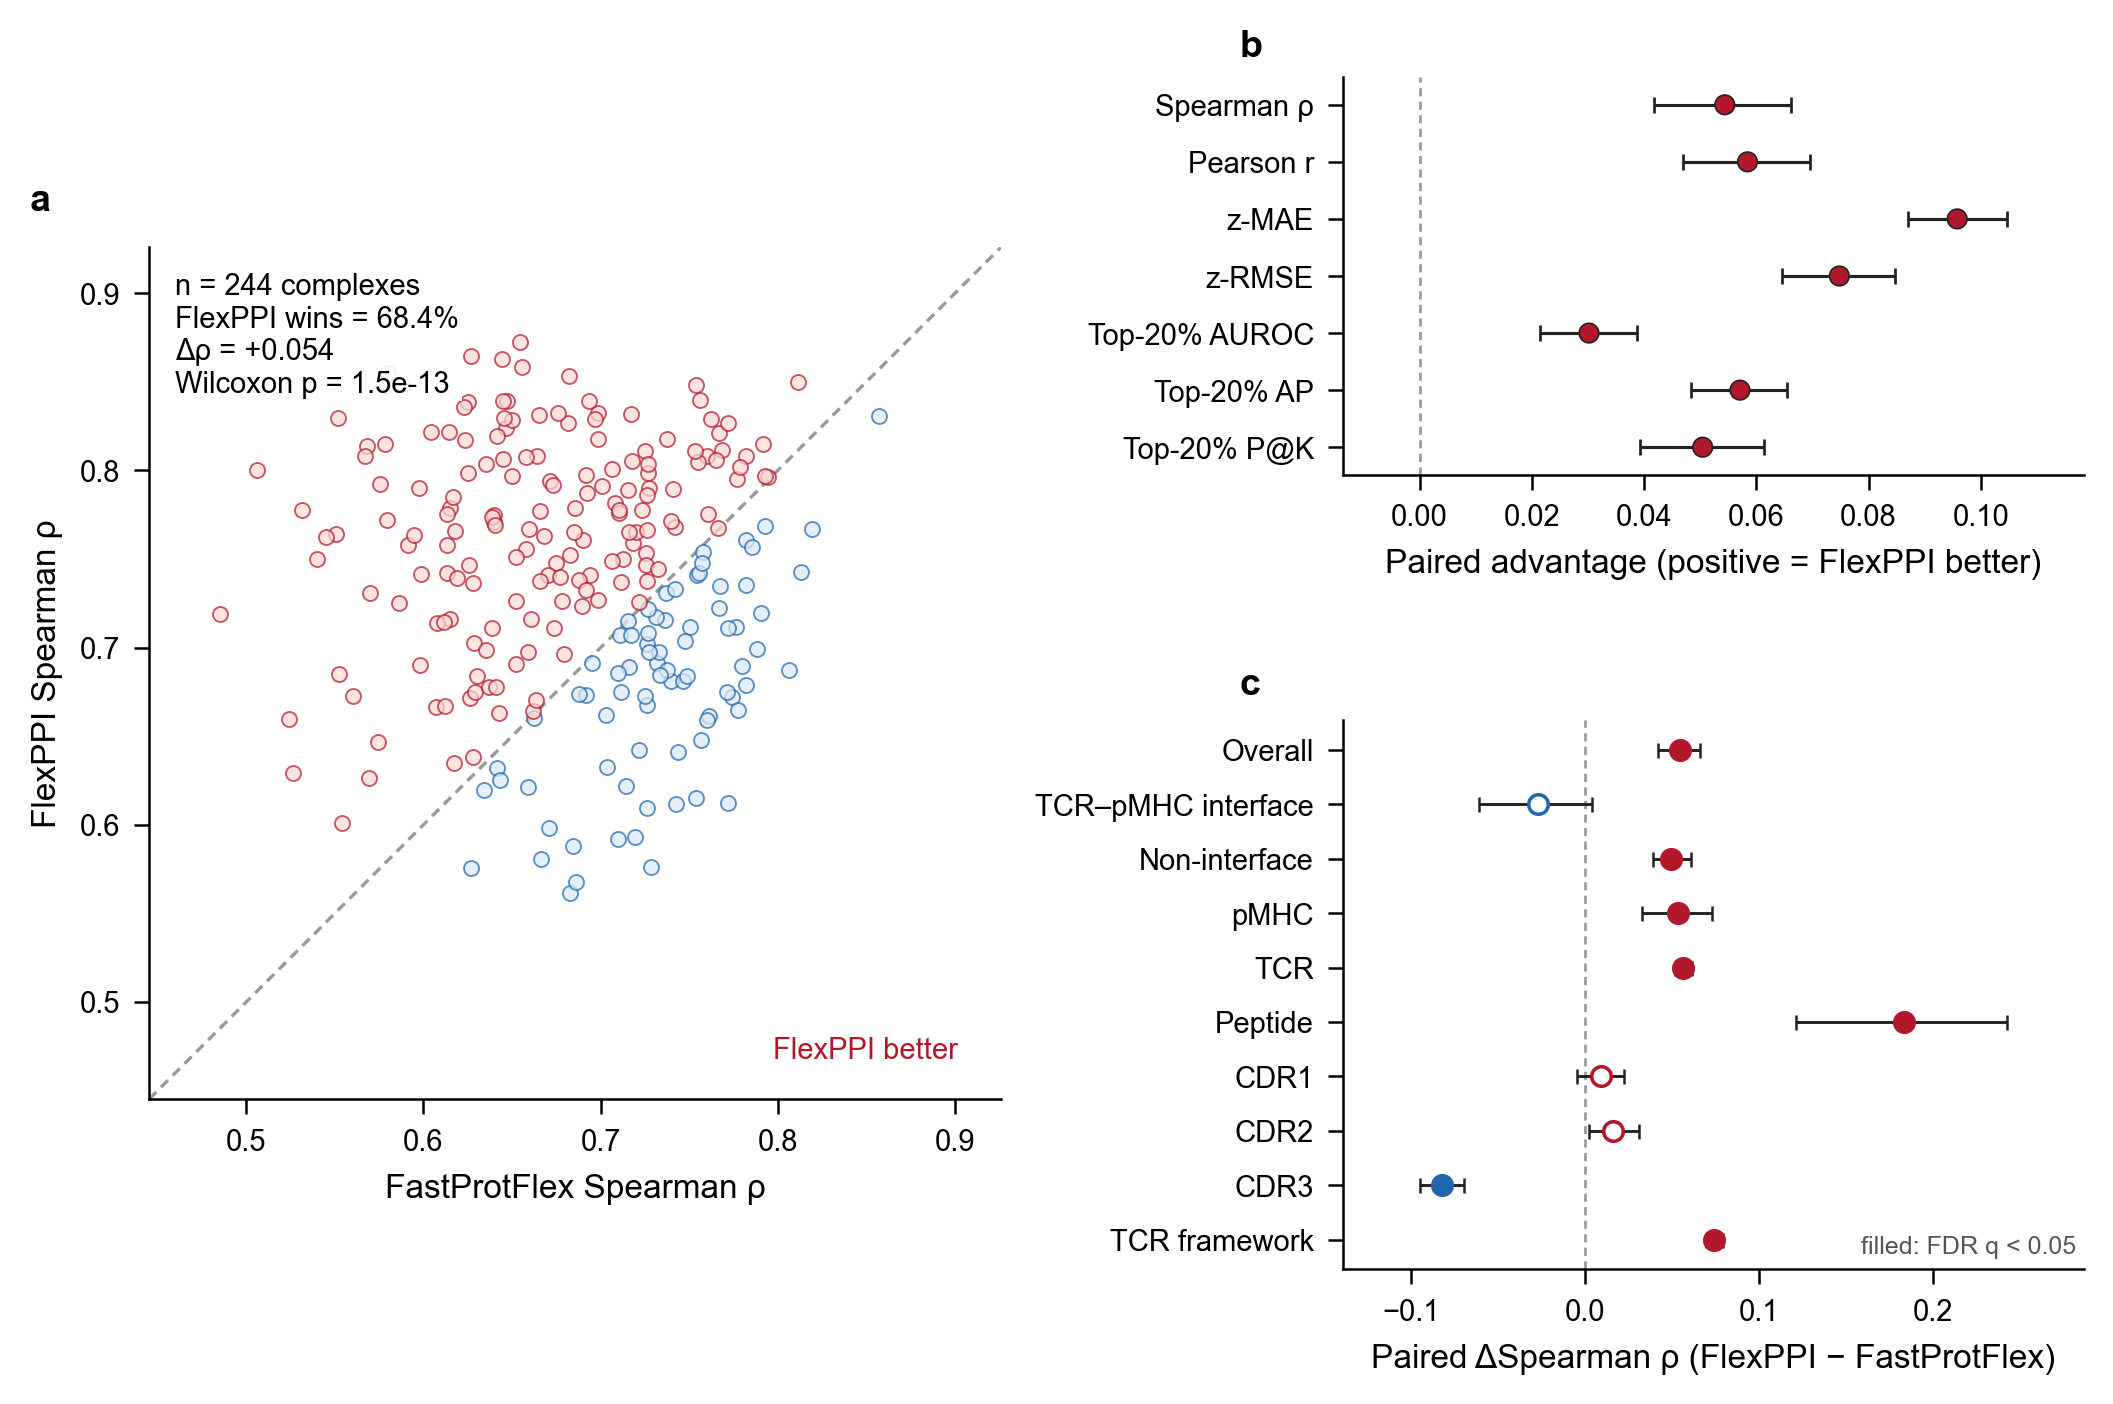 a
n = 244 complexes
FlexPPI wins = 68.4%
Δρ = +0.054
Wilcoxon p = 1.5e-13
0.9
0.8
0.7
0.6
0.5
FlexPPI Spearman ρ
FlexPPI better
0.5 0.6 0.7 0.8 0.9
FastProtFlex Spearman ρ
b
Spearman ρ
Pearson r
z-MAE
z-RMSE
Top-20% AUROC
Top-20% AP
Top-20% P@K
0.00 0.02 0.04 0.06 0.08 0.10
Paired advantage (positive = FlexPPI better)
c
Overall
TCR–pMHC interface
Non-interface
pMHC
TCR
Peptide
CDR1
CDR2
CDR3
TCR framework
filled: FDR q < 0.05
−0.1 0.0 0.1 0.2
Paired ΔSpearman ρ (FlexPPI − FastProtFlex)